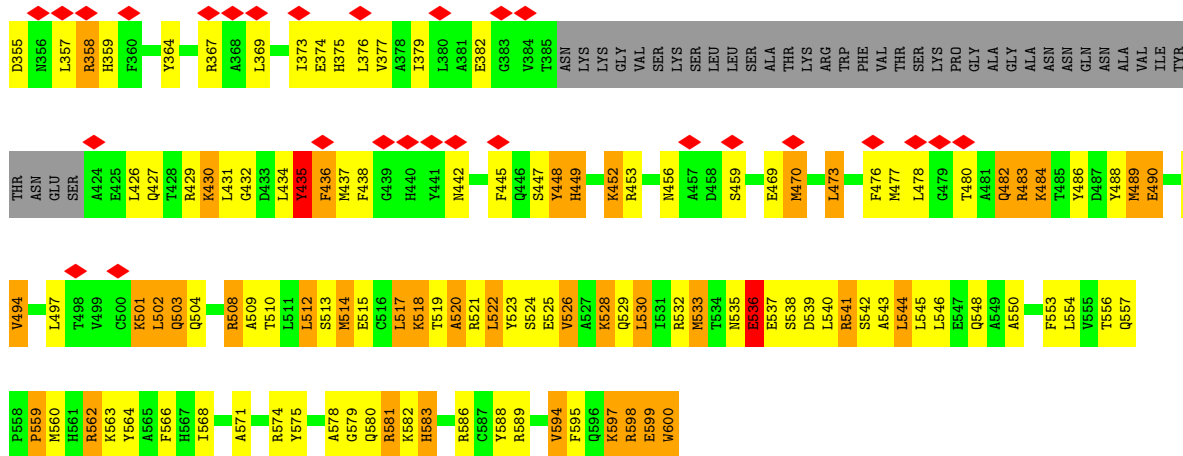 D355 N356 L357 R358 H359 F360 Y364 R367 A368 L369 I373 E374 H375 L376 V377 A378 I379 L380 A381 E382 G383 V384 T385 ASN LYS LYS GLY VAL SER LYS SER LEU LEU SER ALA THR LYS ARG TRP PHE VAL THR SER LYS PRO GLY ALA GLY ALA ASN ASN GLN ASN ALA VAL ILE TYR
THR ASN GLU SER A424 E425 L426 Q427 T428 R429 K430 L431 G432 D433 L434 Y435 F436 M437 F438 G439 H440 Y441 N442 F445 Q446 S447 Y448 H449 K452 R453 N456 A457 D458 S459 E469 M470 L473 F476 M477 L478 G479 T480 A481 Q482 R483 K484 T485 Y486 D487 Y488 M489 E490
V494 L497 T498 V499 C500 K501 L502 Q503 Q504 R508 A509 T510 L511 L512 S513 M514 E515 C516 L517 K518 T519 A520 R521 L522 Y523 S524 E525 V526 A527 K528 Q529 L530 I531 R532 M533 T534 N535 E536 E537 S538 D539 L540 R541 S542 A543 L544 L545 L546 E547 Q548 A549 A550 F553 L554 V555 T556 Q557
P558 P559 M560 H561 R562 K563 Y564 A565 F566 H567 I568 A571 R574 Y575 A578 G579 Q580 R581 K582 H583 R586 C587 Y588 R589 V594 F595 Q596 K597 R598 E599 W600